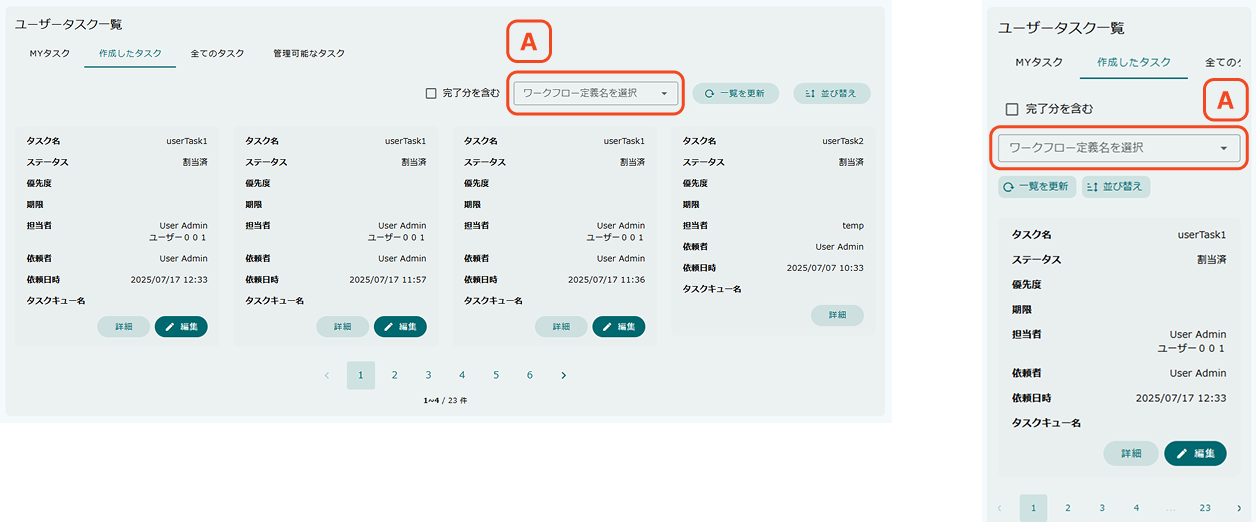 ユーザータスク一覧
MYタスク 作成したタスク 全てのタスク 管理可能なタスク
A
完了分を含む ワークフロー定義名を選択 一覧を更新 並び替え
タスク名 userTask1
ステータス 割当済
優先度
期限
担当者 User Admin
ユーザー００１
依頼者 User Admin
依頼日時 2025/07/17 12:33
タスクキュー名
詳細 編集
タスク名 userTask1
ステータス 割当済
優先度
期限
担当者 User Admin
ユーザー００１
依頼者 User Admin
依頼日時 2025/07/17 11:57
タスクキュー名
詳細 編集
タスク名 userTask1
ステータス 割当済
優先度
期限
担当者 User Admin
ユーザー００１
依頼者 User Admin
依頼日時 2025/07/17 11:36
タスクキュー名
詳細 編集
タスク名 userTask2
ステータス 割当済
優先度
期限
担当者 temp
依頼者 User Admin
依頼日時 2025/07/07 10:33
タスクキュー名
詳細
1 2 3 4 5 6
1~4 / 23 件
ユーザータスク一覧
MYタスク 作成したタスク 全ての
A
完了分を含む
ワークフロー定義名を選択
一覧を更新 並び替え
タスク名 userTask1
ステータス 割当済
優先度
期限
担当者 User Admin
ユーザー００１
依頼者 User Admin
依頼日時 2025/07/17 12:33
タスクキュー名
詳細 編集
1 2 3 4 ... 23